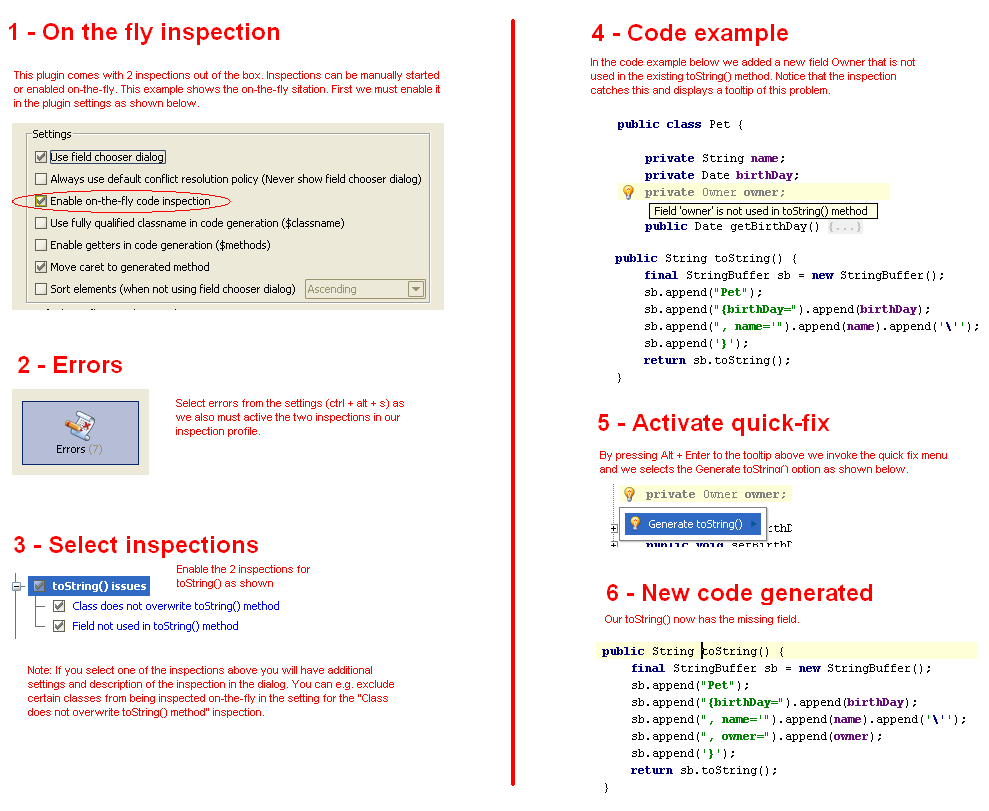 1 - On the fly inspection
This plugin comes with 2 inspections out of the box. Inspections can be manually started
or enabled on-the-fly. This example shows the on-the-fly sitation. First we must enable it
in the plugin settings as shown below.
Settings
Use field chooser dialog
Always use default conflict resolution policy (Never show field chooser dialog)
Enable on-the-fly code inspection
Use fully qualified classname in code generation ($classname)
Enable getters in code generation ($methods)
Move caret to generated method
Sort elements (when not using field chooser dialog) Ascending
2 - Errors
Errors (7)
Select errors from the settings (ctrl + alt + s) as
we also must active the two inspections in our
inspection profile.
3 - Select inspections
Enable the 2 inspections for
toString() as shown
toString() issues
Class does not overwrite toString() method
Field not used in toString() method
Note: If you select one of the inspections above you will have additional
settings and description of the inspection in the dialog. You can e.g. exclude
certain classes from being inspected on-the-fly in the setting for the "Class
does not overwrite toString() method" inspection.
4 - Code example
In the code example below we added a new field Owner that is not
used in the existing toString() method. Notice that the inspection
catches this and displays a tooltip of this problem.
public class Pet {
private String name;
private Date birthDay;
private Owner owner;
Field 'owner' is not used in toString() method
public Date getBirthDay() {...}
public String toString() {
final StringBuffer sb = new StringBuffer();
sb.append("Pet");
sb.append("{birthDay=").append(birthDay);
sb.append(", name='").append(name).append('\'');
sb.append('}');
return sb.toString();
}
5 - Activate quick-fix
By pressing Alt + Enter to the tooltip above we invoke the quick fix menu
and we selects the Generate toString() option as shown below.
private Owner owner;
Generate toString()
rthD
public void setBirthD
6 - New code generated
Our toString() now has the missing field.
public String toString() {
final StringBuffer sb = new StringBuffer();
sb.append("Pet");
sb.append("{birthDay=").append(birthDay);
sb.append(", name='").append(name).append('\'');
sb.append(", owner=").append(owner);
sb.append('}');
return sb.toString();
}